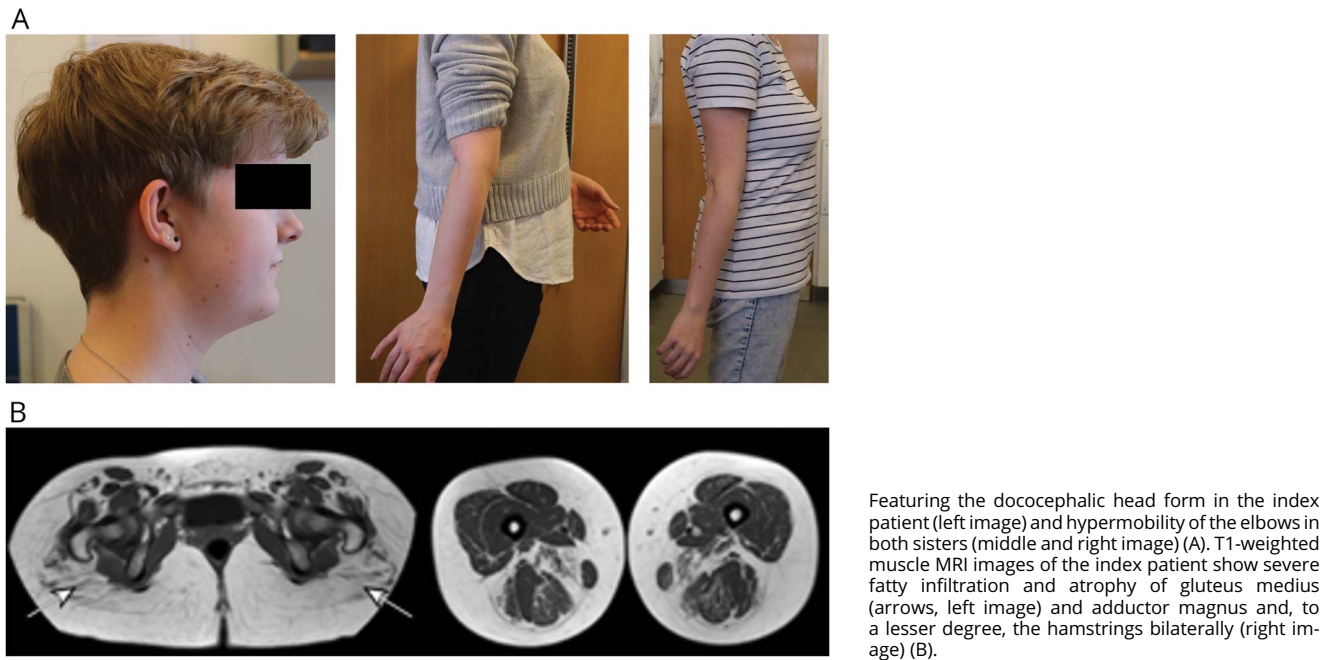 A
B
Featuring the dococephalic head form in the index
patient (left image) and hypermobility of the elbows in
both sisters (middle and right image) (A). T1-weighted
muscle MRI images of the index patient show severe
fatty infiltration and atrophy of gluteus medius
(arrows, left image) and adductor magnus and, to
a lesser degree, the hamstrings bilaterally (right im-
age) (B).